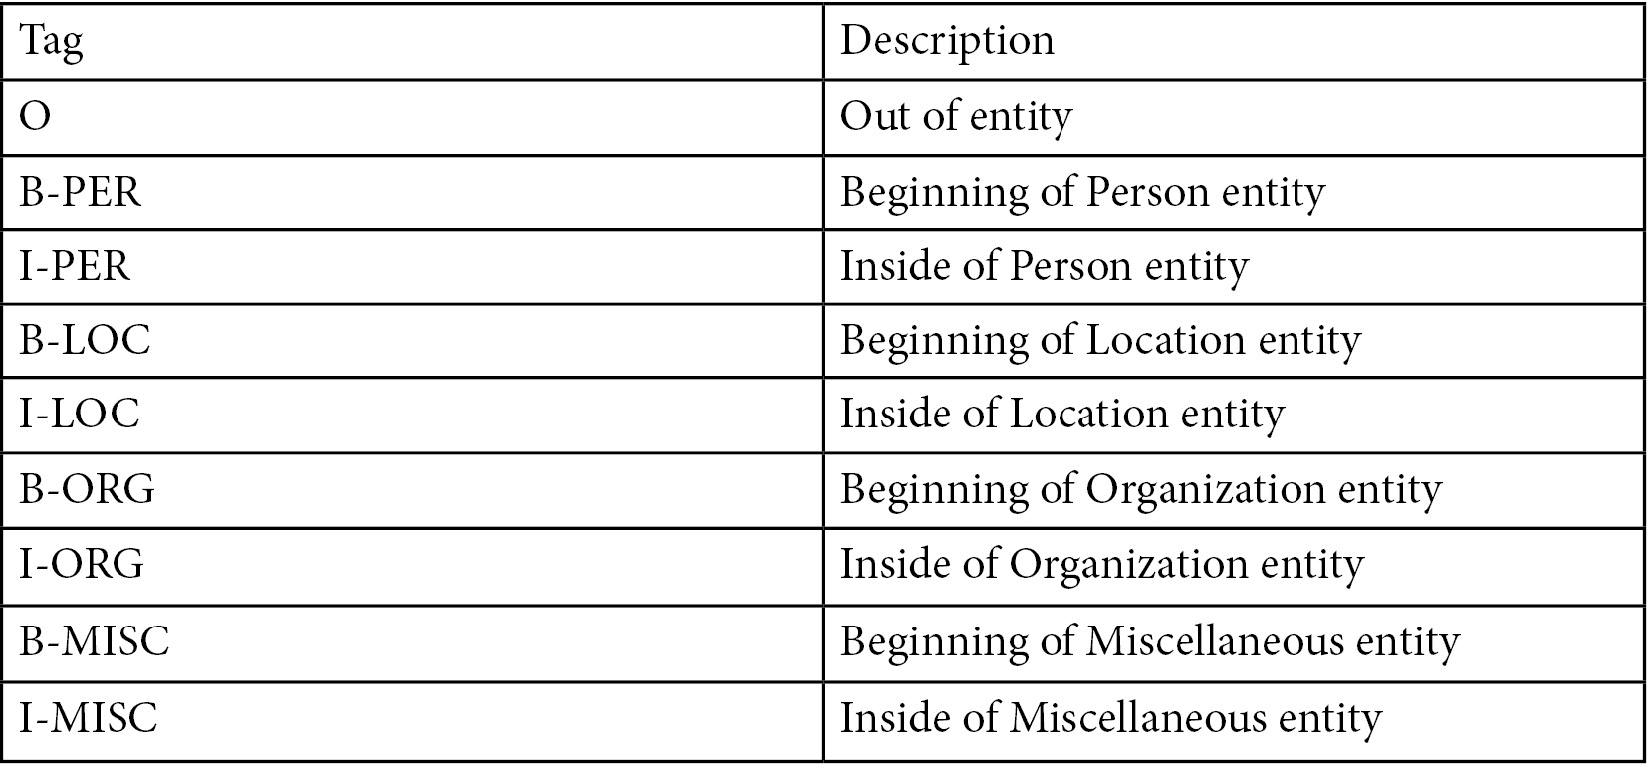 Tag Description
O Out of entity
B-PER Beginning of Person entity
I-PER Inside of Person entity
B-LOC Beginning of Location entity
I-LOC Inside of Location entity
B-ORG Beginning of Organization entity
I-ORG Inside of Organization entity
B-MISC Beginning of Miscellaneous entity
I-MISC Inside of Miscellaneous entity